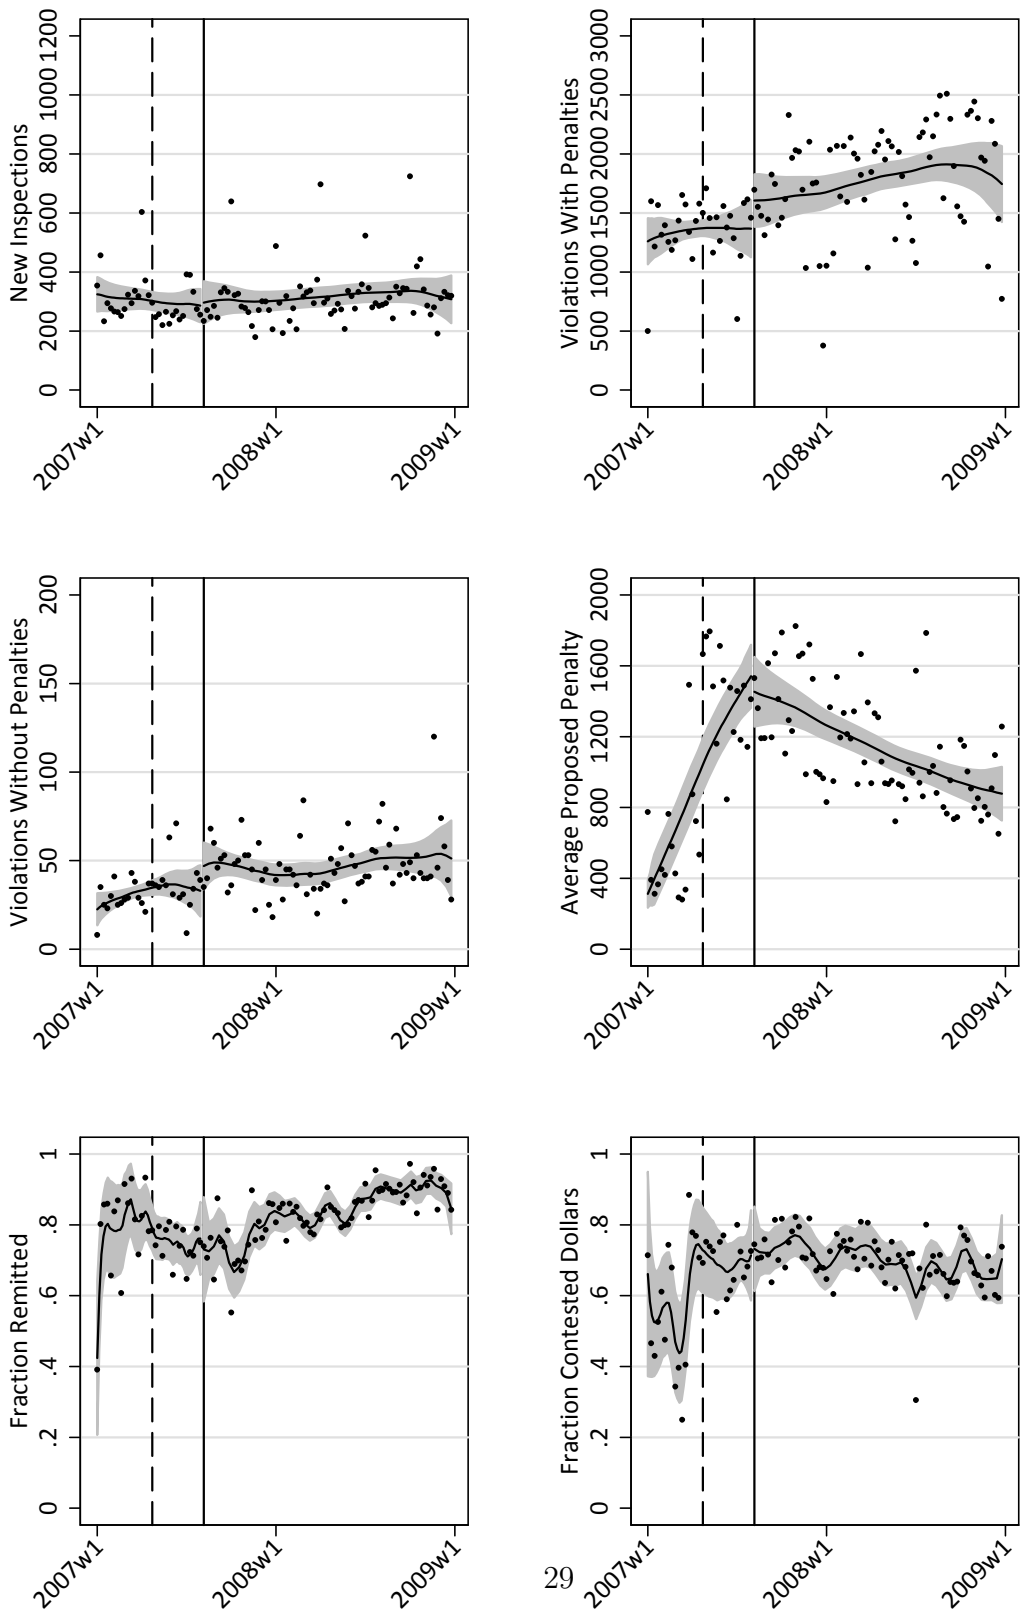 New Inspections
0 200 400 600 800 1000 1200
2007w1 2008w1 2009w1
Violations With Penalties
0 500 1000 1500 2000 2500 3000
2007w1 2008w1 2009w1
Violations Without Penalties
0 50 100 150 200
2007w1 2008w1 2009w1
Average Proposed Penalty
0 400 800 1200 1600 2000
2007w1 2008w1 2009w1
Fraction Remitted
0 .2 .4 .6 .8 1
2007w1 2008w1 2009w1
Fraction Contested Dollars
0 .2 .4 .6 .8 1
2007w1 2008w1 2009w1
29